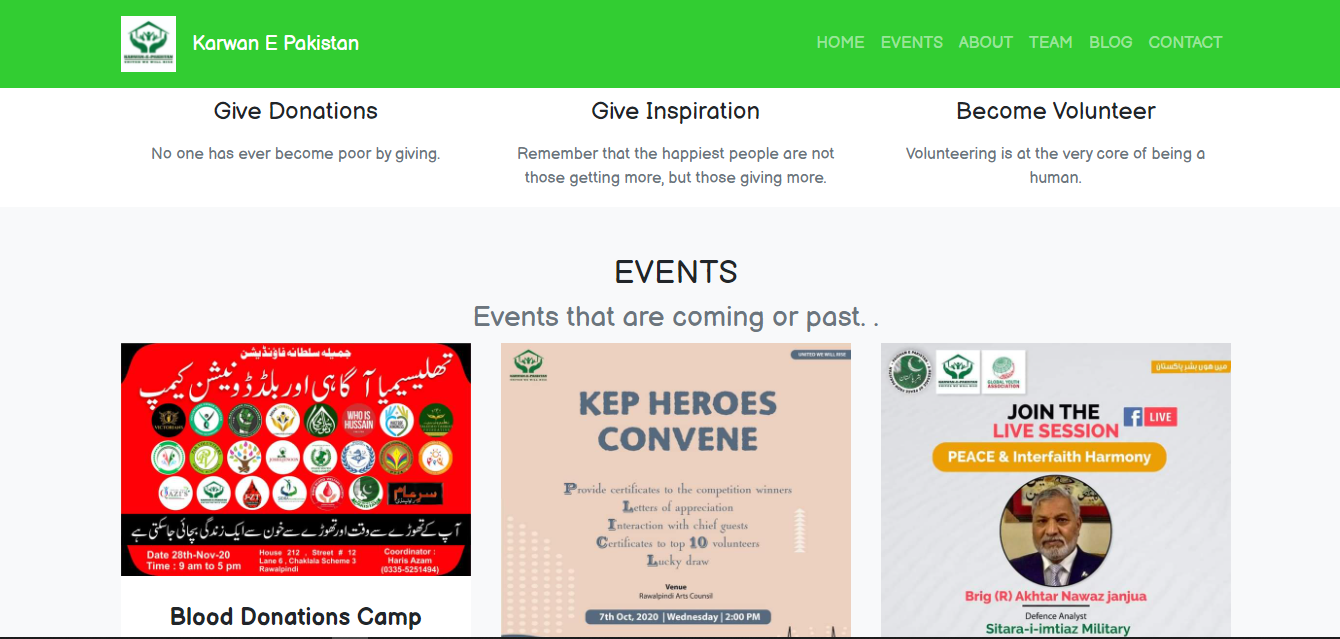 Karwan E Pakistan
HOME EVENTS ABOUT TEAM BLOG CONTACT
Give Donations
No one has ever become poor by giving.
Give Inspiration
Remember that the happiest people are not
those getting more, but those giving more.
Become Volunteer
Volunteering is at the very core of being a
human.
EVENTS
Events that are coming or past. .
جمیلہ سلطانہ فاؤنڈیشن
تھلیسیمیا آگاہی اور بلڈ ڈونیشن کیمپ
WHO IS
HUSSAIN
سرعام
آپ کے تھوڑے سے وقت اور تھوڑے سے خون سے ایک زندگی بچائی جاسکتی ہے
Date 28th-Nov-20
Time : 9 am to 5 pm
House 212 , Street # 12
Lane 6 , Chaklala Scheme 3
Rawalpindi
Coordinator :
Haris Azam
(0335-5251494)
Blood Donations Camp
KARWAN-E-PAKISTAN
UNITED WE WILL RISE
KEP HEROES
CONVENE
Provide certificates to the competition winners
Letters of appreciation
Interaction with chief guests
Certificates to top 10 volunteers
Lucky draw
Venue
Rawalpindi Arts Counsil
7th Oct, 2020 | Wednesday | 2:00 PM
GLOBAL YOUTH
ASSOCIATION
میں ہوں بشر پاکستان
JOIN THE
LIVE SESSION
f LIVE
PEACE & Interfaith Harmony
Brig (R) Akhtar Nawaz janjua
Defence Analyst
Sitara-i-imtiaz Military